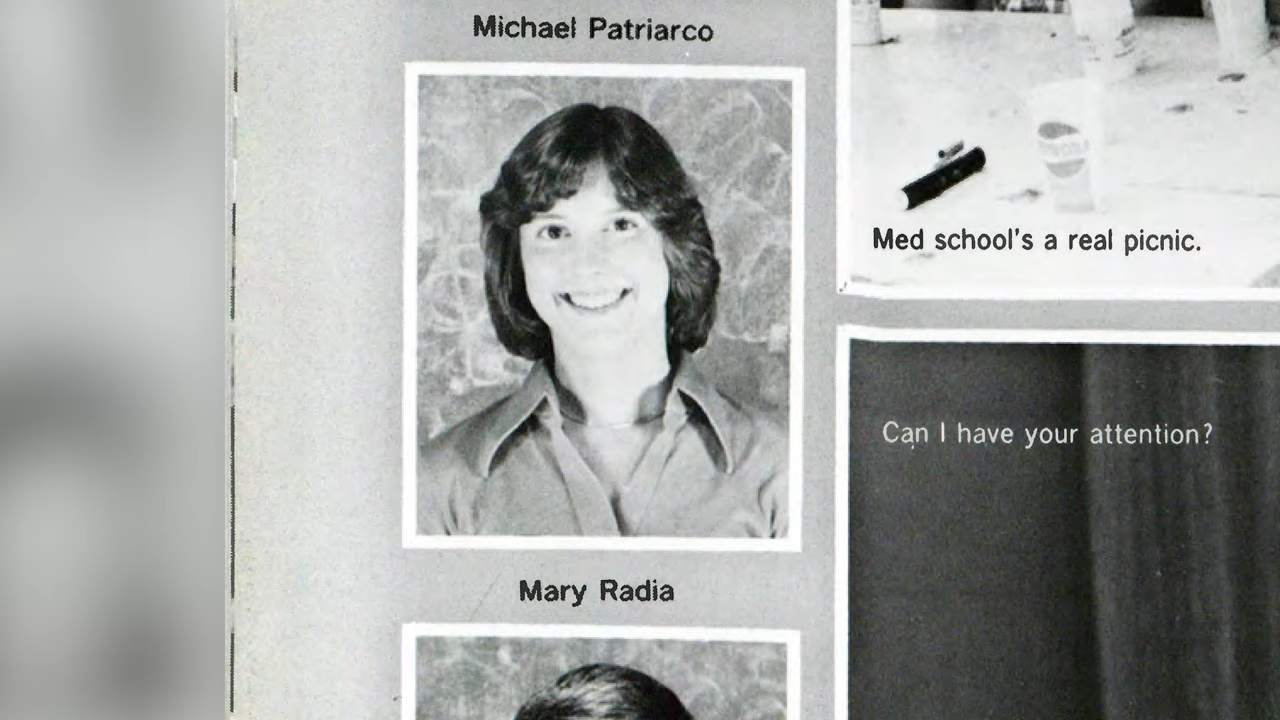 Michael Patriarco
Med school's a real picnic.
Can I have your attention?
Mary Radia